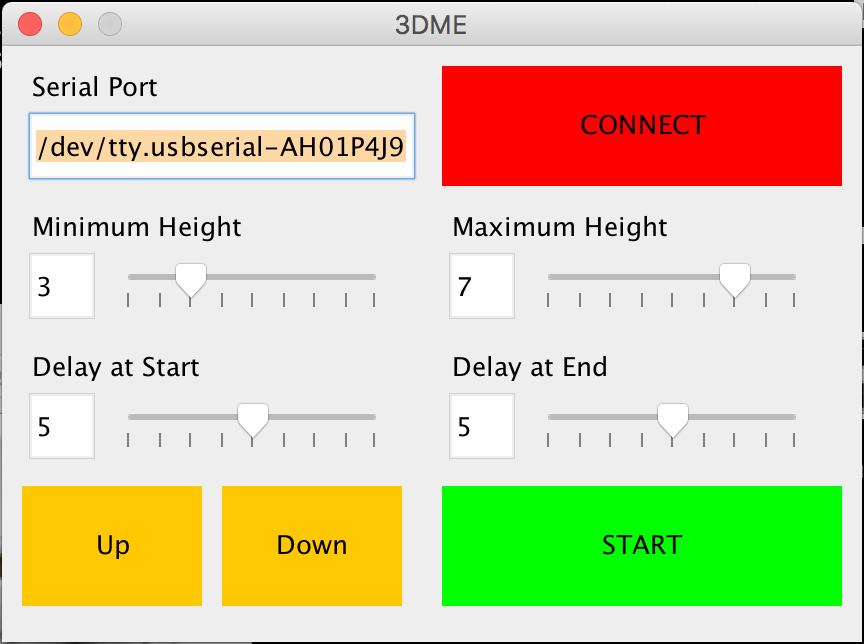 3DME
Serial Port
/dev/tty.usbserial-AH01P4J9
CONNECT
Minimum Height
3
Maximum Height
7
Delay at Start
5
Delay at End
5
Up
Down
START